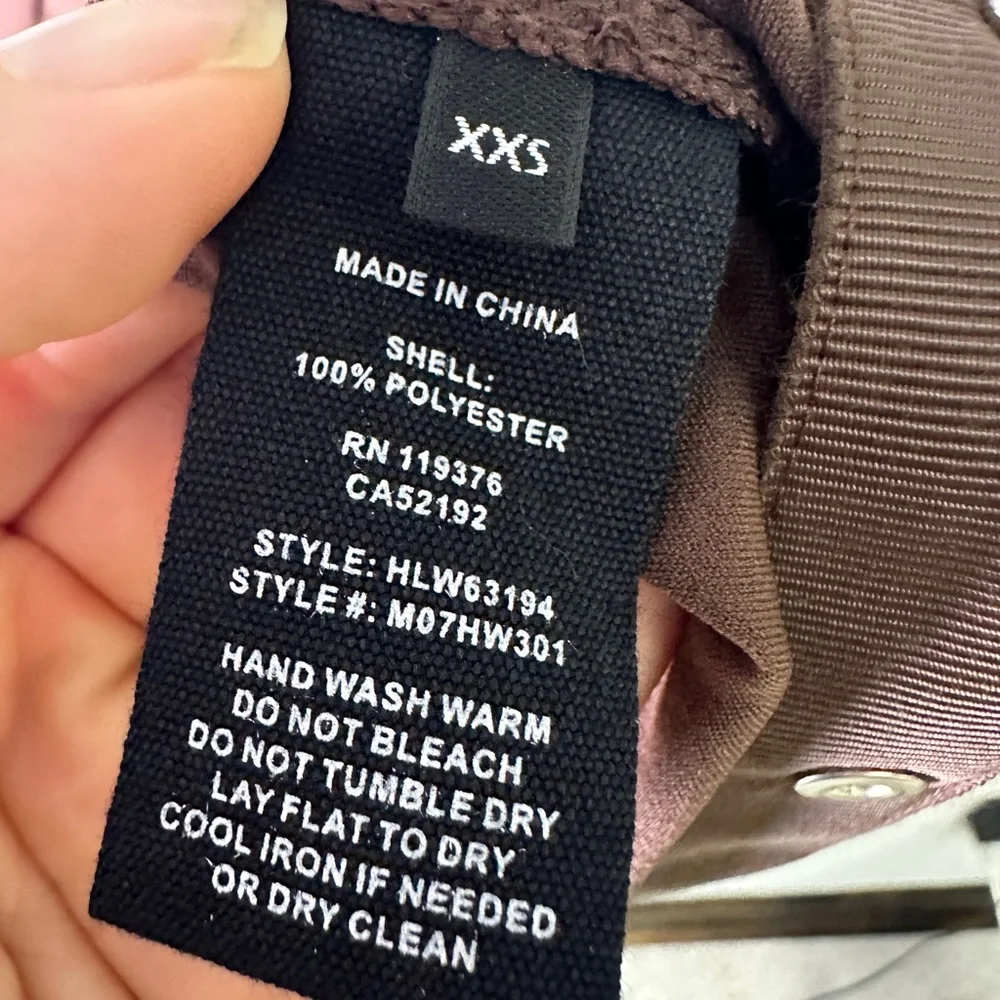 XXS
MADE IN CHINA
SHELL:
100% POLYESTER
RN 119376
CA52192
STYLE: HLW63194
STYLE #: M07HW301
HAND WASH WARM
DO NOT BLEACH
DO NOT TUMBLE DRY
LAY FLAT TO DRY
COOL IRON IF NEEDED
OR DRY CLEAN